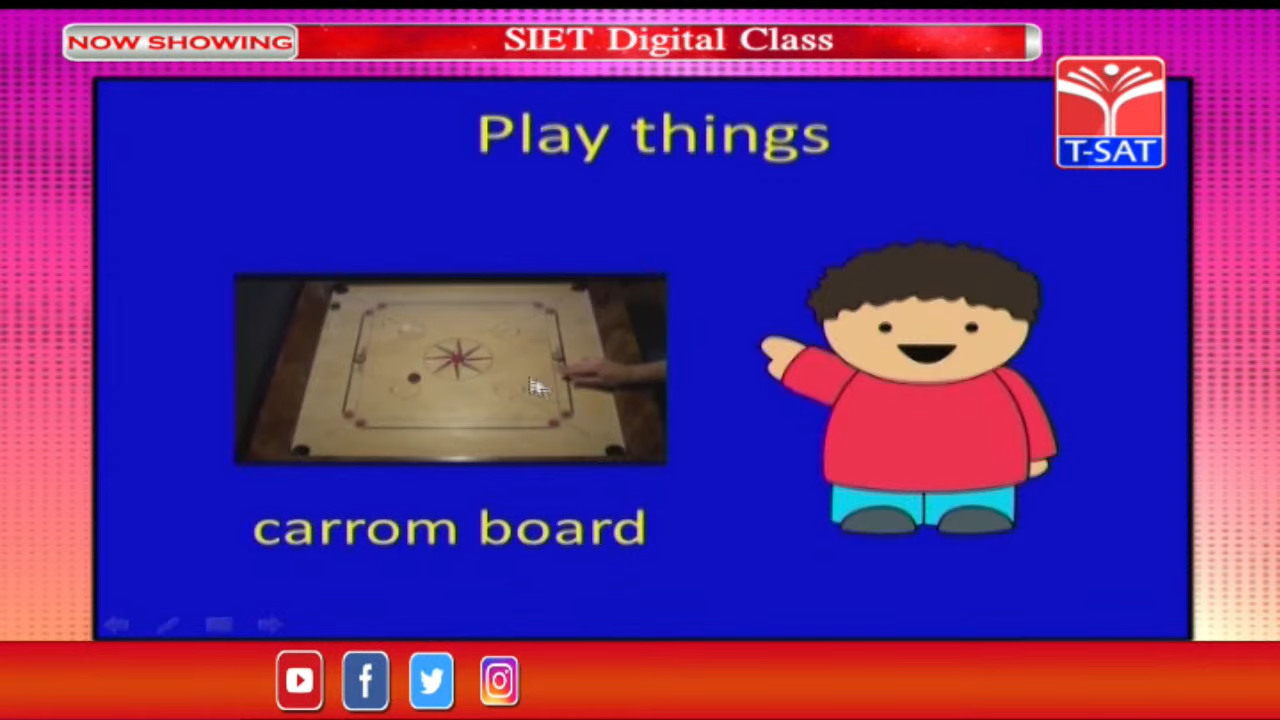 NOW SHOWING
SIET Digital Class
T-SAT
Play things
carrom board